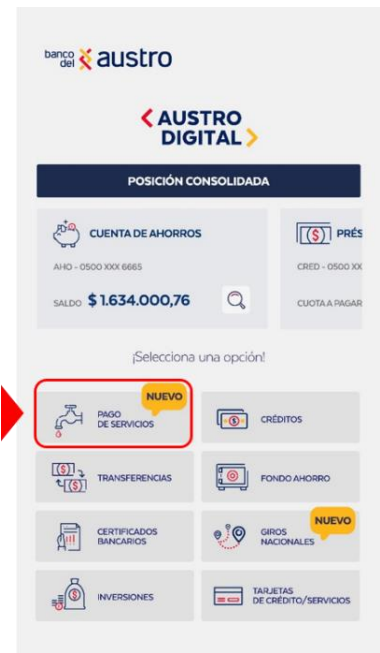 banco del austro
< AUSTRO
DIGITAL >
POSICIÓN CONSOLIDADA
CUENTA DE AHORROS
AHO - 0500 XXX 6665
SALDO $ 1.634.000,76
PRÉS
CRED - 0500 XX
CUOTA A PAGAR
¡Selecciona una opción!
NUEVO
PAGO
DE SERVICIOS
CRÉDITOS
TRANSFERENCIAS
FONDO AHORRO
CERTIFICADOS
BANCARIOS
NUEVO
GIROS
NACIONALES
INVERSIONES
TARJETAS
DE CRÉDITO/SERVICIOS